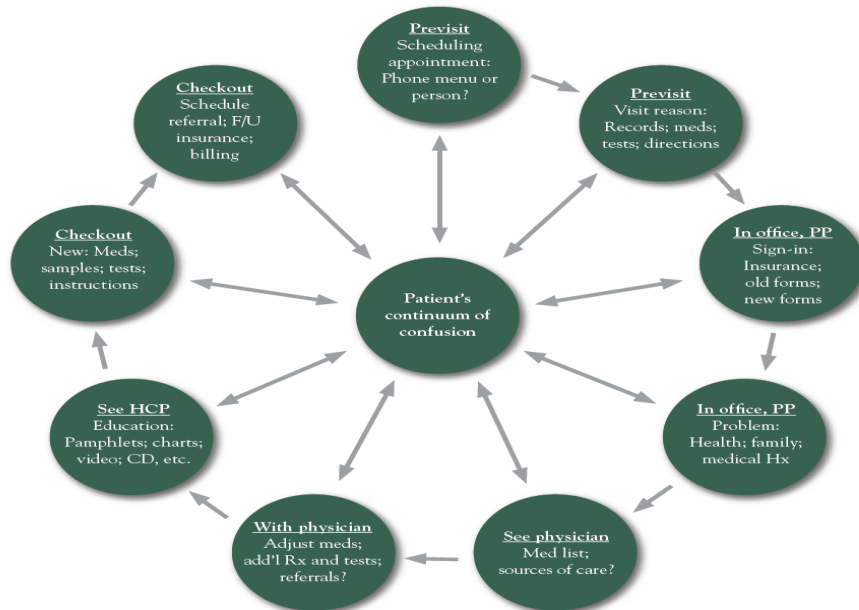 Previsit
Scheduling
appointment:
Phone menu or
person?
Previsit
Visit reason:
Records; meds;
tests; directions
In office, PP
Sign-in:
Insurance;
old forms;
new forms
In office, PP
Problem:
Health; family;
medical Hx
See physician
Med list;
sources of care?
With physician
Adjust meds;
add'l Rx and tests;
referrals?
See HCP
Education:
Pamphlets; charts;
video; CD, etc.
Checkout
New: Meds;
samples; tests;
instructions
Checkout
Schedule
referral; F/U
insurance;
billing
Patient's
continuum of
confusion